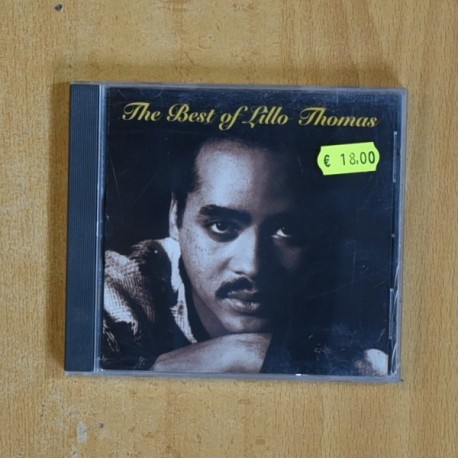 The Best of Lillo Thomas
€ 18.00